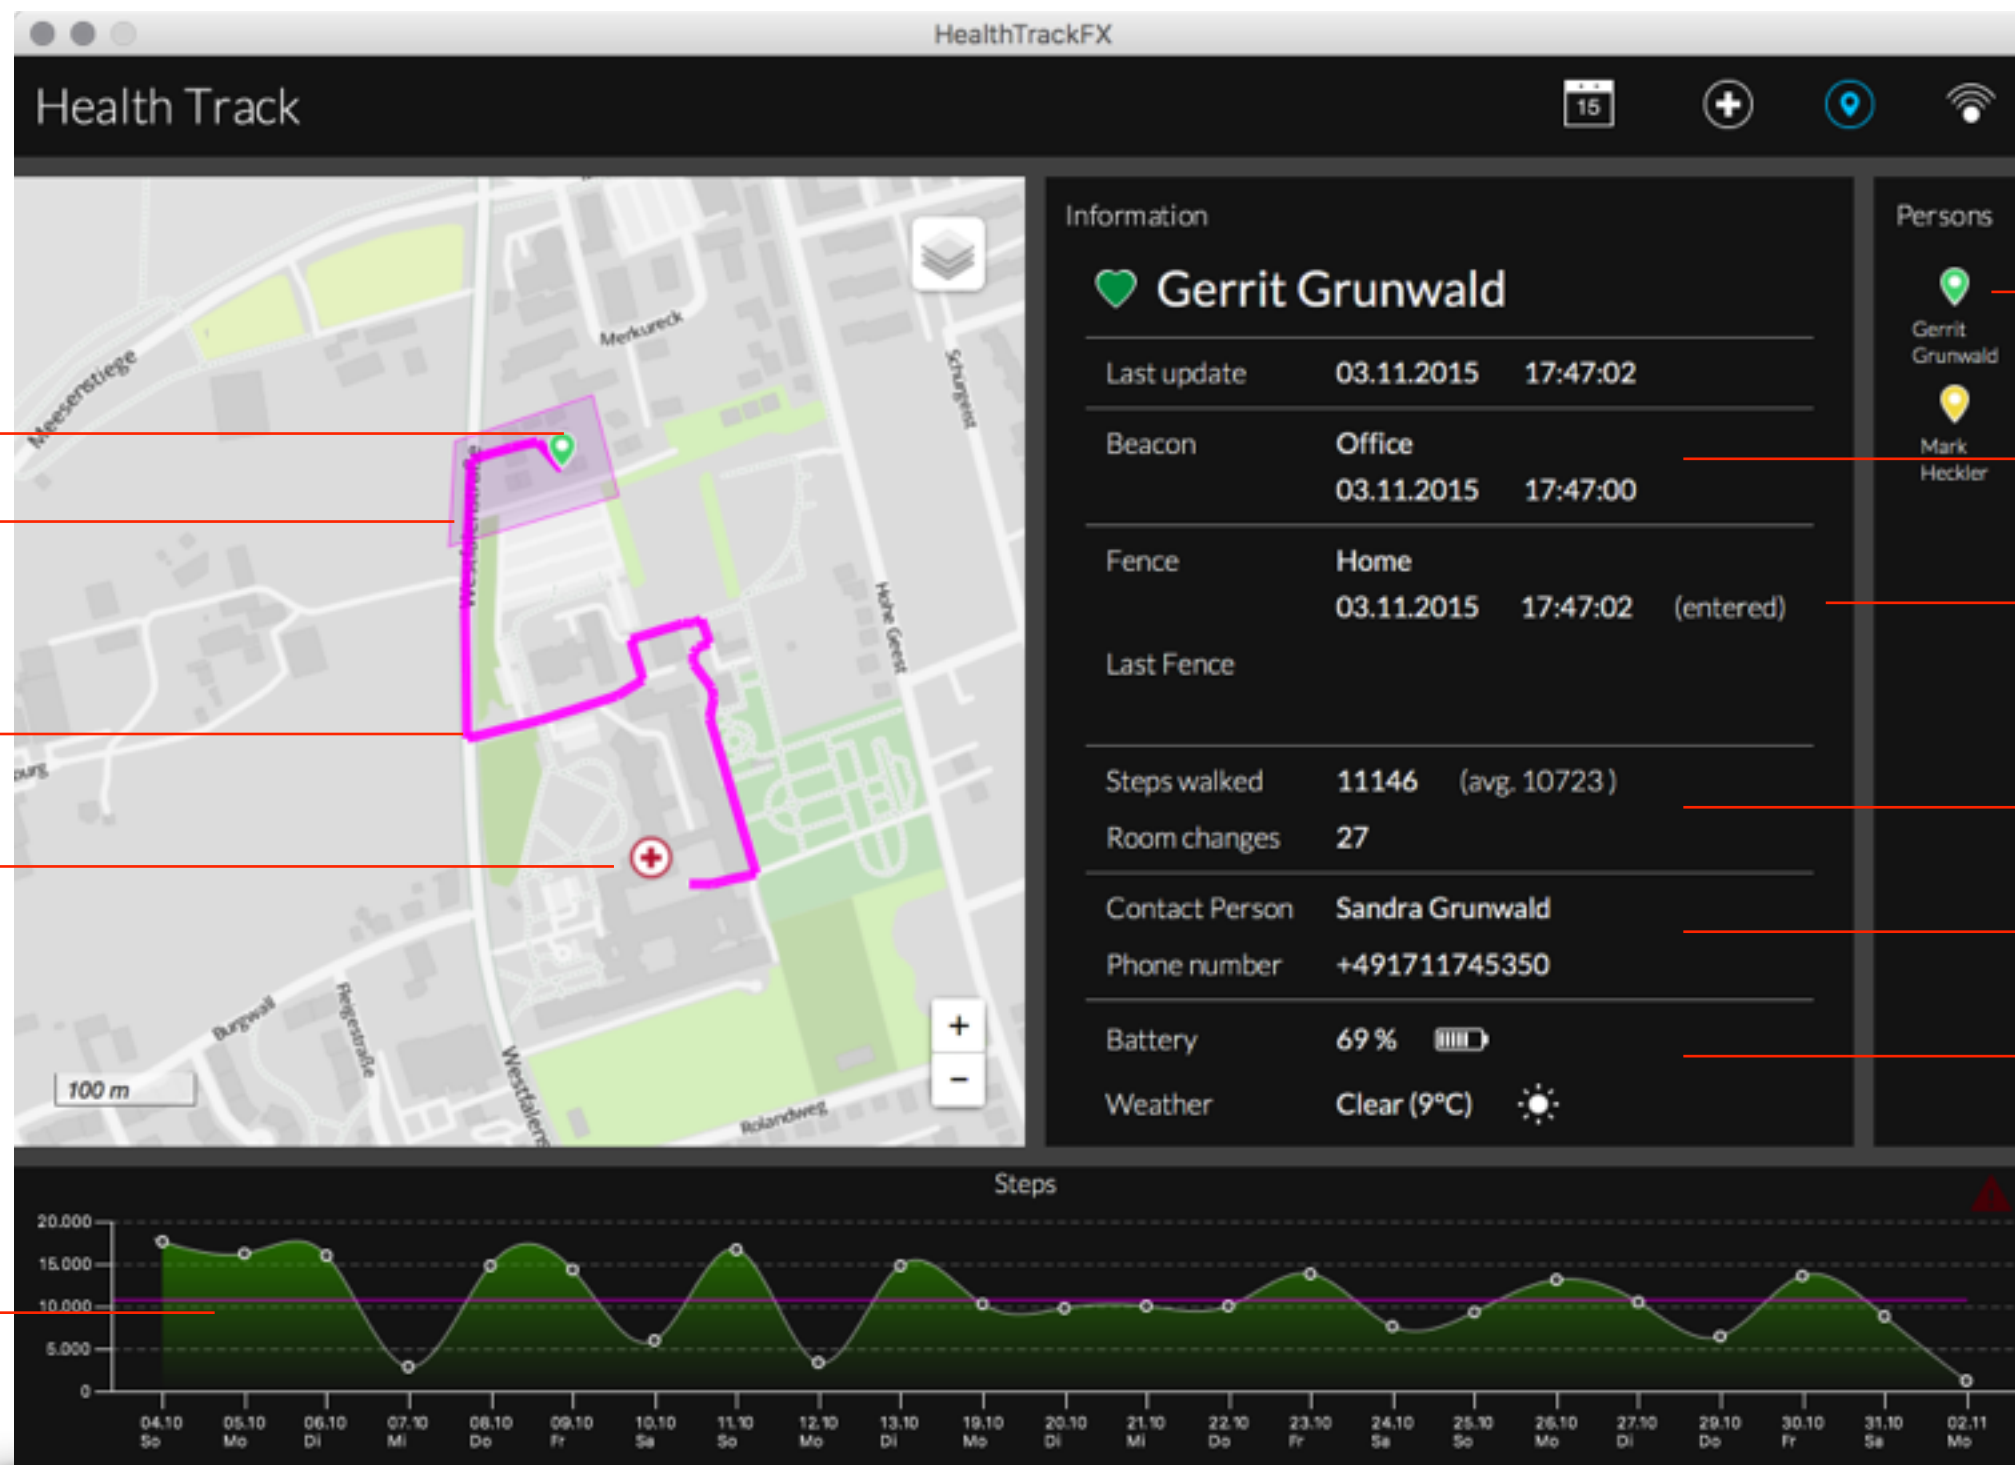 HealthTrackFX
Health Track
15
Meesenstiege
Merkureck
Schürgeist
Hohe Geest
Burgwall
Fleigestraße
Westfalens
Rolandweg
100 m
+
−
Information
Gerrit Grunwald
Last update 03.11.2015 17:47:02
Beacon Office
03.11.2015 17:47:00
Fence Home
03.11.2015 17:47:02 (entered)
Last Fence
Steps walked 11146 (avg. 10723 )
Room changes 27
Contact Person Sandra Grunwald
Phone number +491711745350
Battery 69 %
Weather Clear (9°C)
Persons
Gerrit
Grunwald
Mark
Heckler
Steps
20.000
15.000
10.000
5.000
0
04.10 05.10 06.10 07.10 08.10 09.10 10.10 11.10 12.10 13.10 19.10 20.10 21.10 22.10 23.10 24.10 25.10 26.10 27.10 29.10 30.10 31.10 02.11
So Mo Di Mi Do Fr Sa So Mo Di Mo Di Mi Do Fr Sa So Mo Di Do Fr Sa Mo